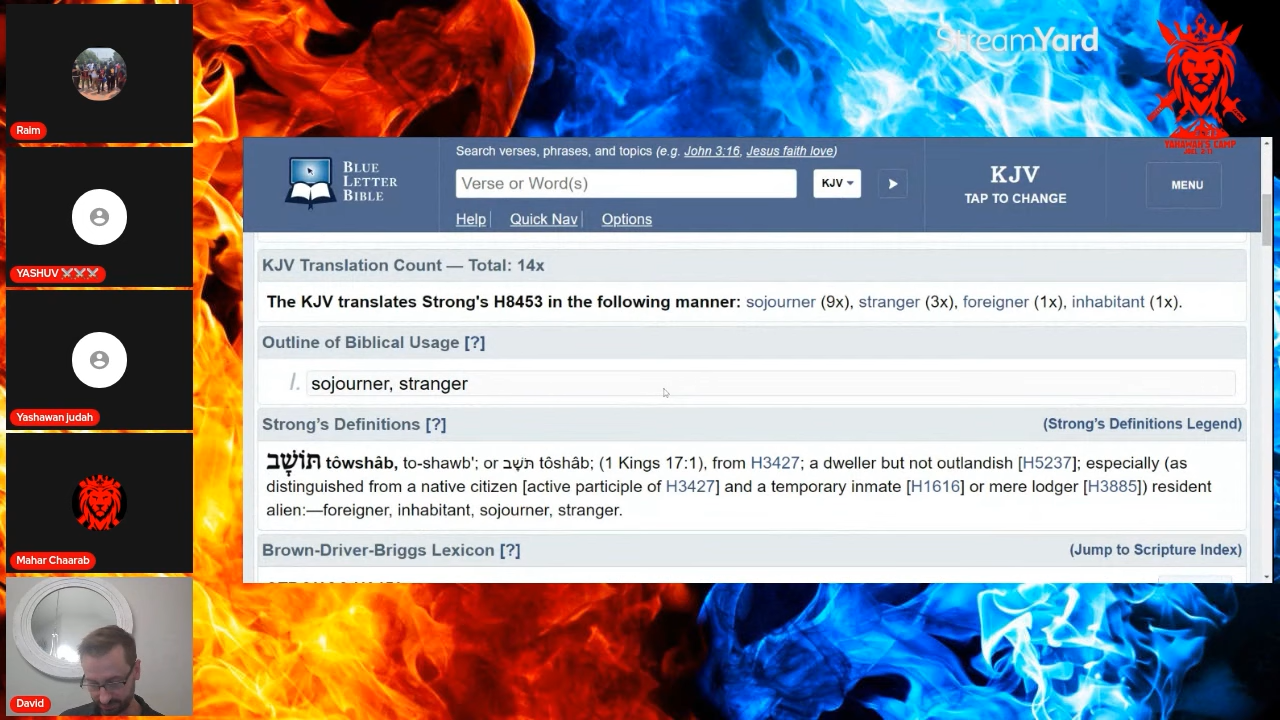 StreamYard
YAHAWAH'S CAMP
JOEL 2:11
Raim
YASHUV ⚔⚔⚔
Yashawan judah
Mahar Chaarab
David
BLUE
LETTER
BIBLE
Search verses, phrases, and topics (e.g. John 3:16, Jesus faith love)
Verse or Word(s)
KJV
Help
Quick Nav
Options
KJV
TAP TO CHANGE
MENU
KJV Translation Count — Total: 14x
The KJV translates Strong's H8453 in the following manner: sojourner (9x), stranger (3x), foreigner (1x), inhabitant (1x).
Outline of Biblical Usage [?]
I. sojourner, stranger
Strong's Definitions [?] (Strong's Definitions Legend)
תּוֹשָׁב tôwshâb, to-shawb'; or תֹּשָׁב tôshâb; (1 Kings 17:1), from H3427; a dweller but not outlandish [H5237]; especially (as
distinguished from a native citizen [active participle of H3427] and a temporary inmate [H1616] or mere lodger [H3885]) resident
alien:—foreigner, inhabitant, sojourner, stranger.
Brown-Driver-Briggs Lexicon [?] (Jump to Scripture Index)